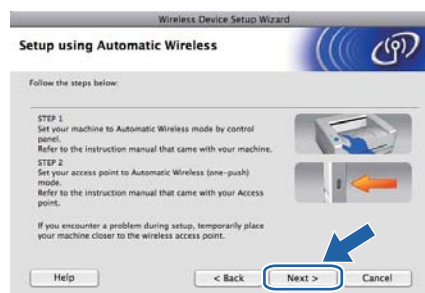 Wireless Device Setup Wizard
Setup using Automatic Wireless
Follow the steps below:
STEP 1
Set your machine to Automatic Wireless mode by control
panel.
Refer to the instruction manual that came with your machine.
STEP 2
Set your access point to Automatic Wireless (one-push)
mode.
Refer to the instruction manual that came with your Access
point.
If you encounter a problem during setup, temporarily place
your machine closer to the wireless access point.
Help
< Back
Next >
Cancel